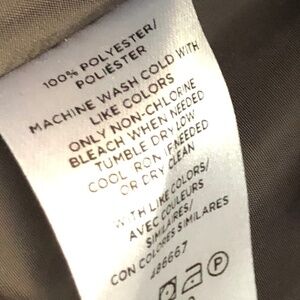 100% POLYESTER/
POLIÉSTER
MACHINE WASH COLD WITH
LIKE COLORS
ONLY NON-CHLORINE
BLEACH WHEN NEEDED
TUMBLE DRY LOW
COOL IRON IF NEEDED
OR DRY CLEAN
WITH LIKE COLORS/
AVEC COULEURS
SIMILAIRES/
CON COLORES SIMILARES
486667
P